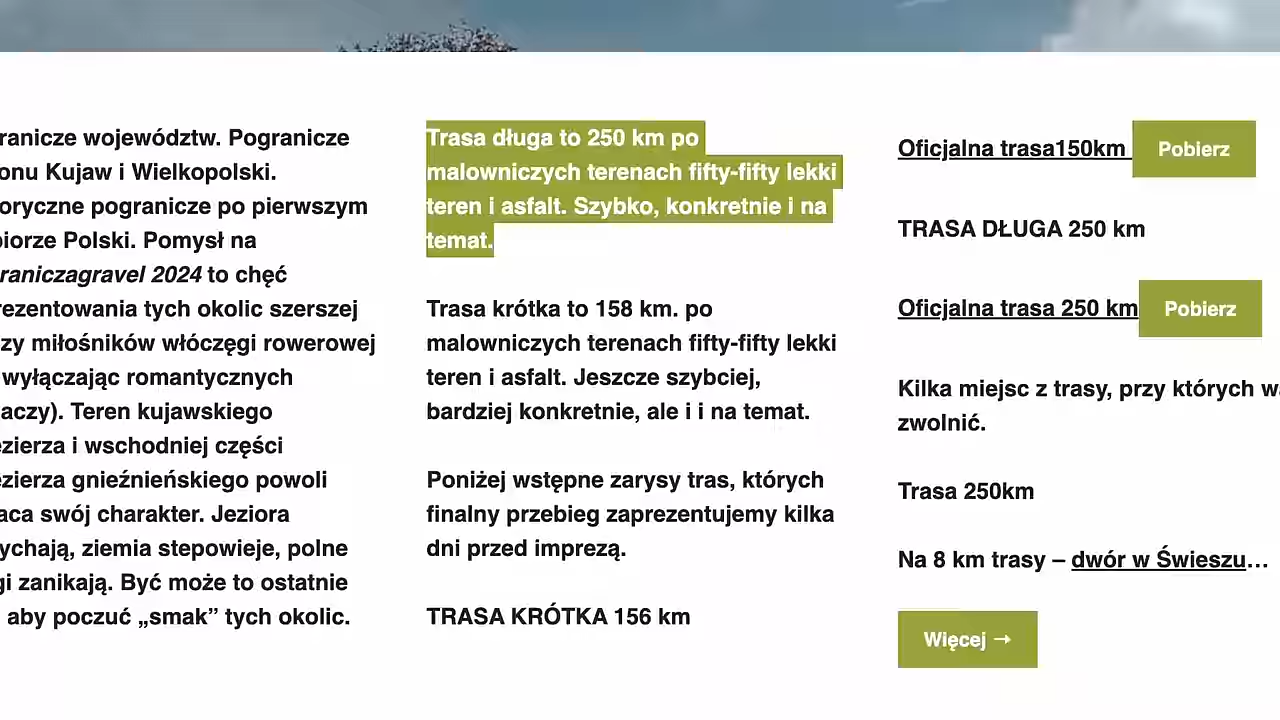 ranicze województw. Pogranicze
onu Kujaw i Wielkopolski.
oryczne pogranicze po pierwszym
biorze Polski. Pomysł na
raniczagravel 2024 to chęć
rezentowania tych okolic szerszej
zy miłośników włóczęgi rowerowej
wyłączając romantycznych
aczy). Teren kujawskiego
ezierza i wschodniej części
ezierza gnieźnieńskiego powoli
aca swój charakter. Jeziora
ychają, ziemia stepowieje, polne
gi zanikają. Być może to ostatnie
aby poczuć „smak” tych okolic.
Trasa długa to 250 km po
malowniczych terenach fifty-fifty lekki
teren i asfalt. Szybko, konkretnie i na
temat.
Trasa krótka to 158 km. po
malowniczych terenach fifty-fifty lekki
teren i asfalt. Jeszcze szybciej,
bardziej konkretnie, ale i i na temat.
Poniżej wstępne zarysy tras, których
finalny przebieg zaprezentujemy kilka
dni przed imprezą.
TRASA KRÓTKA 156 km
Oficjalna trasa150km Pobierz
TRASA DŁUGA 250 km
Oficjalna trasa 250 km Pobierz
Kilka miejsc z trasy, przy których wa
zwolnić.
Trasa 250km
Na 8 km trasy – dwór w Świeszu…
Więcej →